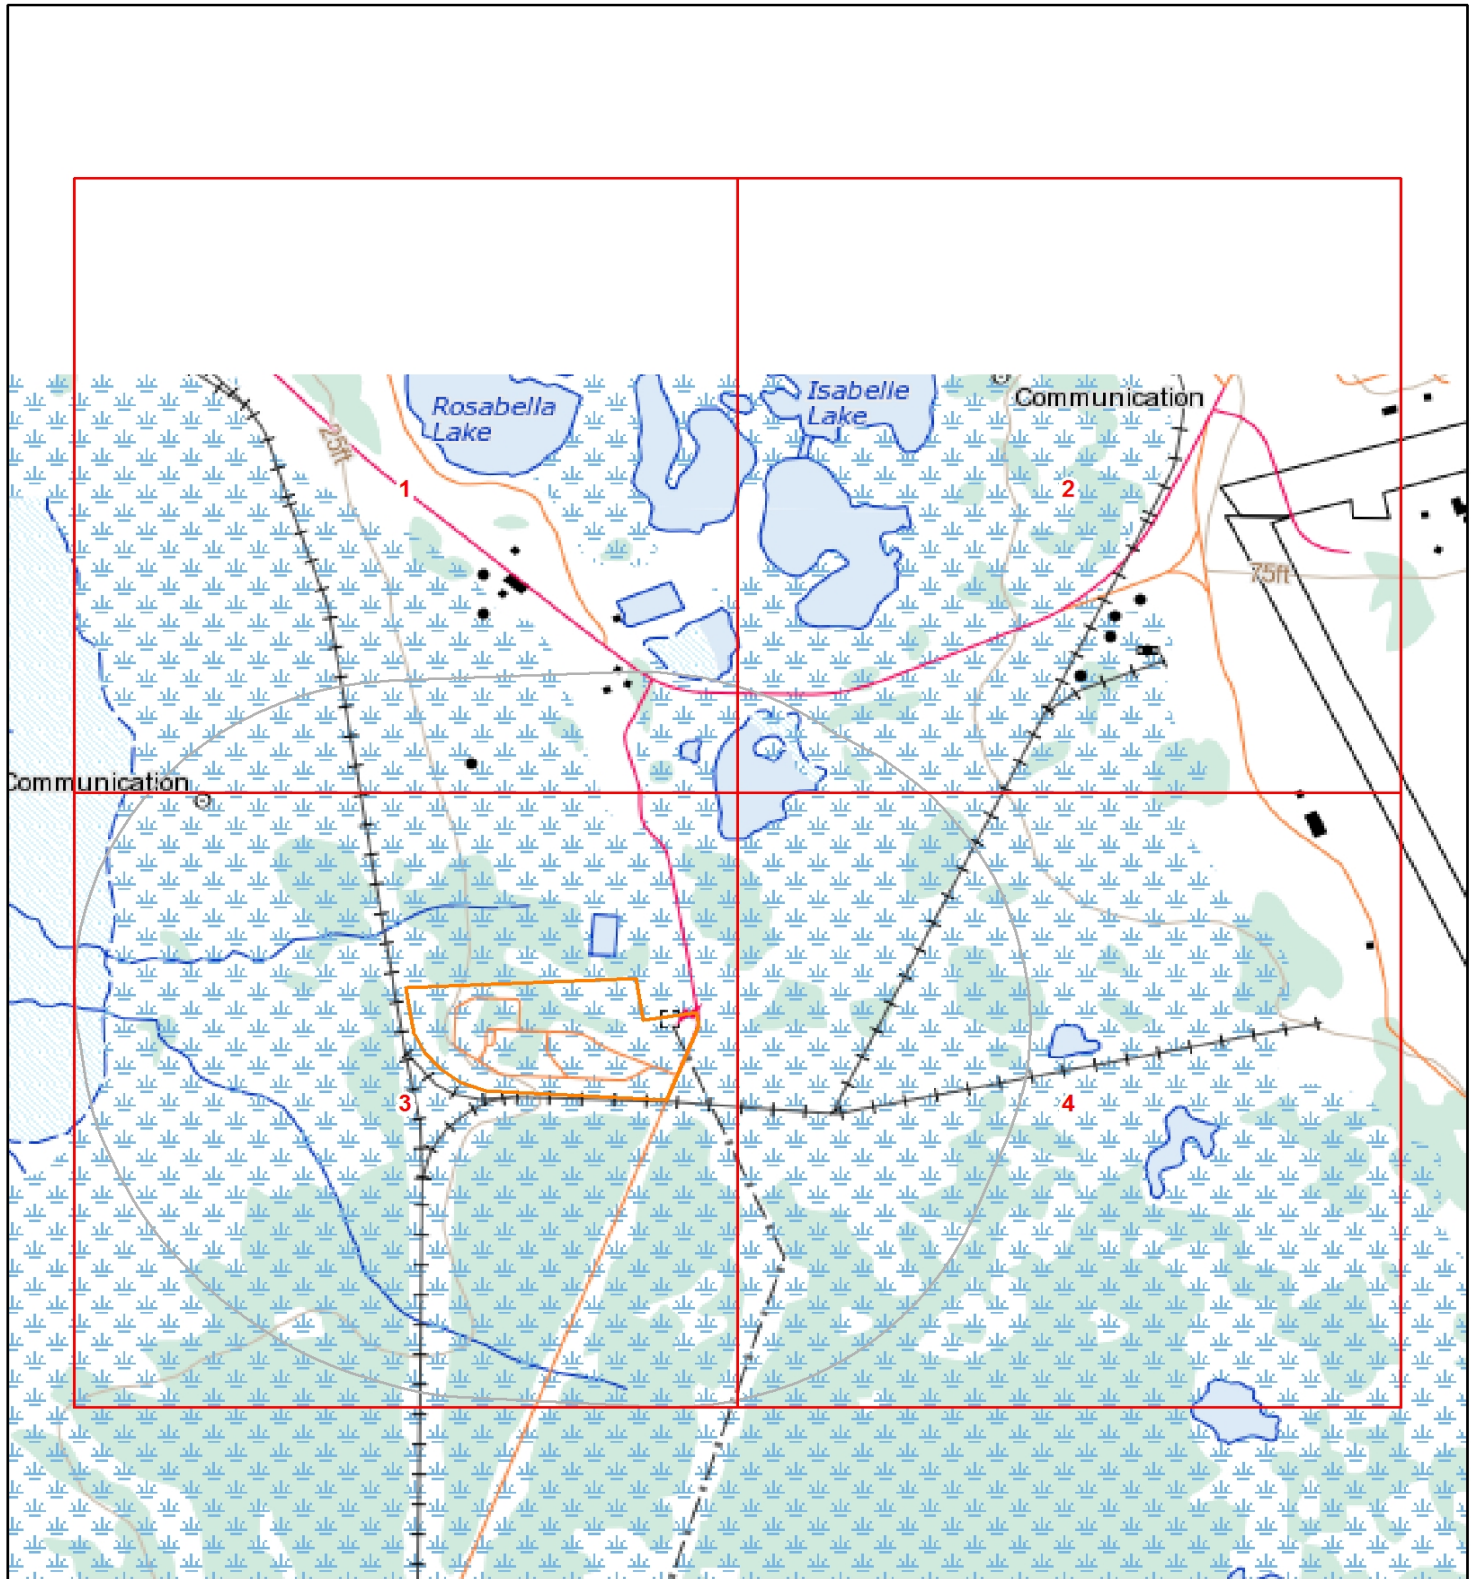 Rosabella
Lake
Isabelle
Lake
Communication
25ft
1
2
75ft
Communication
3
4